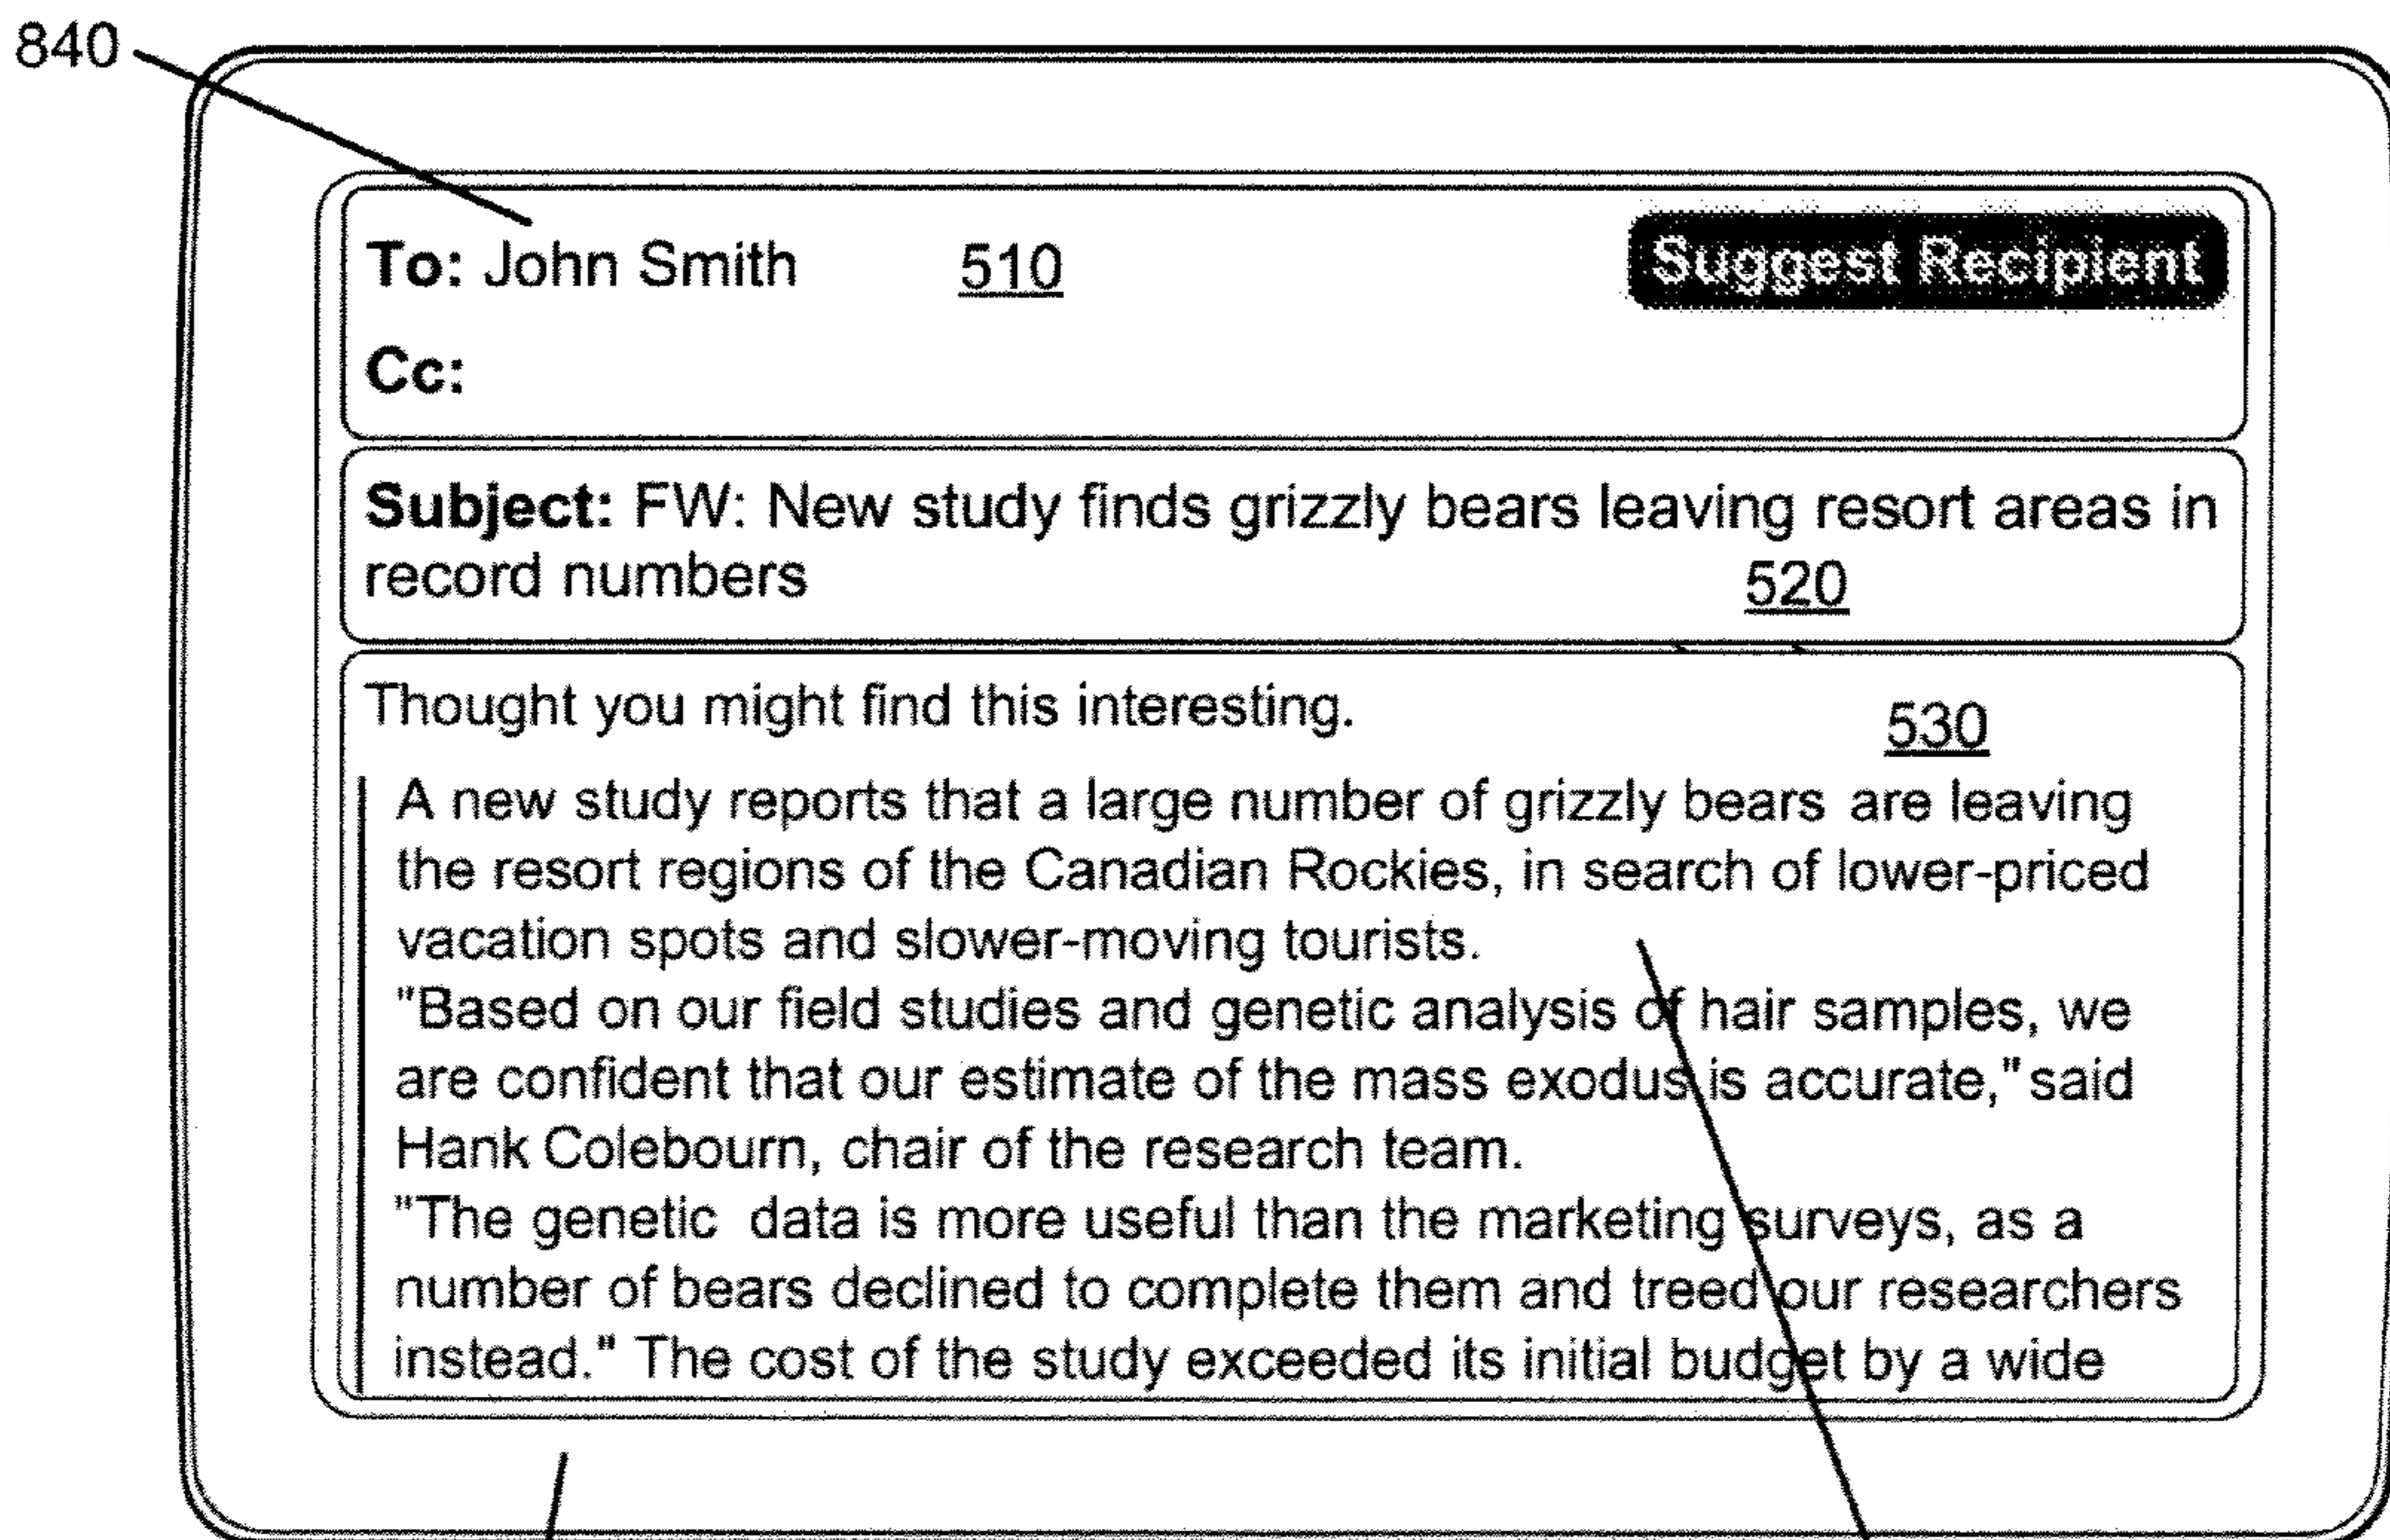 840
To: John Smith 510 Suggest Recipient
Cc:
Subject: FW: New study finds grizzly bears leaving resort areas in
record numbers 520
Thought you might find this interesting. 530
A new study reports that a large number of grizzly bears are leaving
the resort regions of the Canadian Rockies, in search of lower-priced
vacation spots and slower-moving tourists.
"Based on our field studies and genetic analysis of hair samples, we
are confident that our estimate of the mass exodus is accurate," said
Hank Colebourn, chair of the research team.
"The genetic data is more useful than the marketing surveys, as a
number of bears declined to complete them and treed our researchers
instead." The cost of the study exceeded its initial budget by a wide